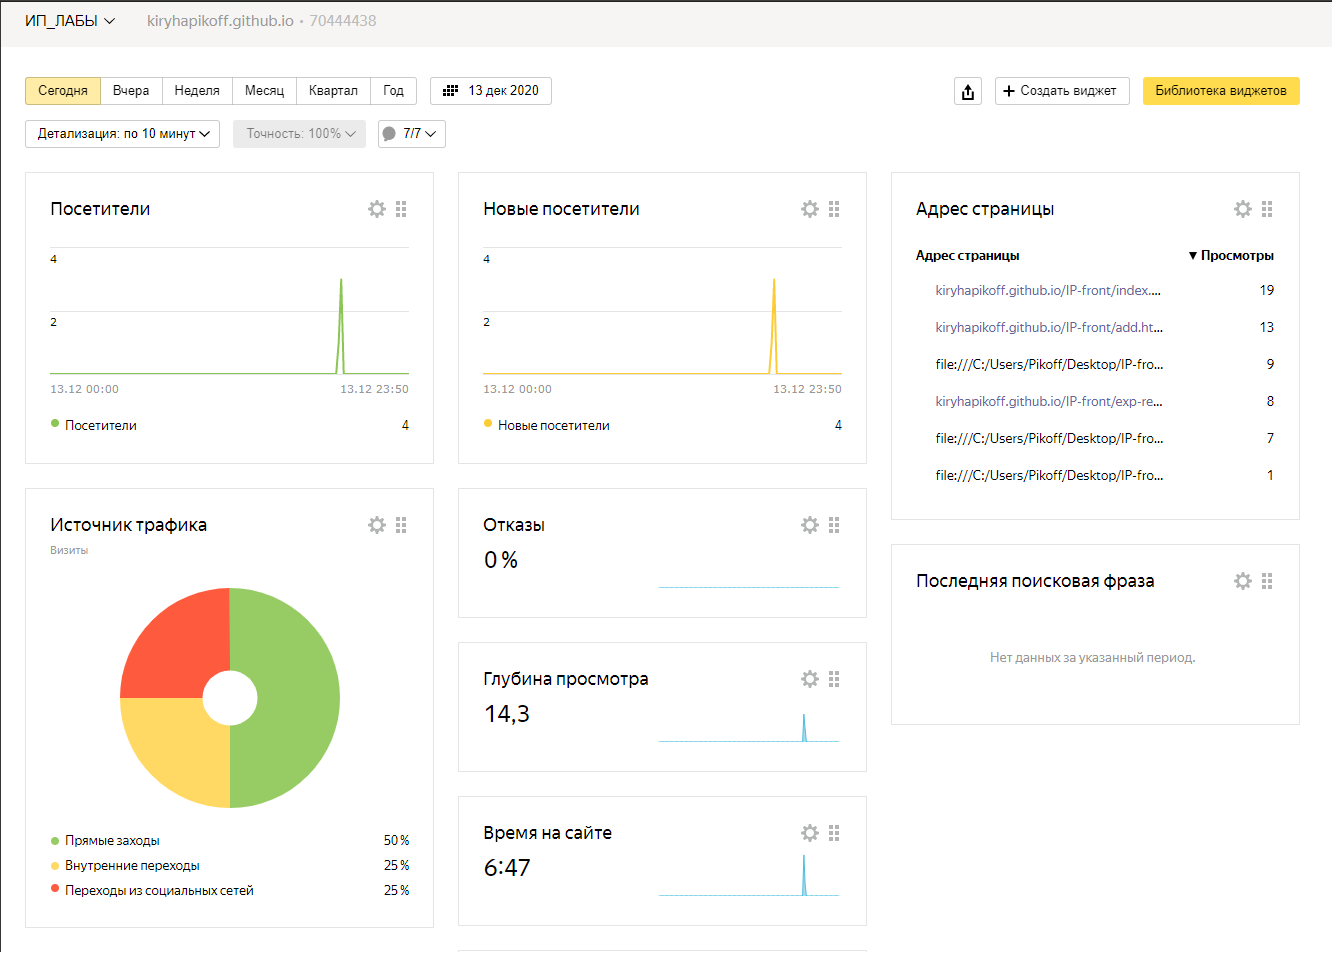 ИП_ЛАБЫ kiryhapikoff.github.io • 70444438
Сегодня Вчера Неделя Месяц Квартал Год 13 дек 2020 + Создать виджет Библиотека виджетов
Детализация: по 10 минут Точность: 100% 7/7
Посетители
4
2
13.12 00:00 13.12 23:50
Посетители 4
Новые посетители
4
2
13.12 00:00 13.12 23:50
Новые посетители 4
Адрес страницы
Адрес страницы ▼ Просмотры
kiryhapikoff.github.io/IP-front/index.... 19
kiryhapikoff.github.io/IP-front/add.ht... 13
file:///C:/Users/Pikoff/Desktop/IP-fro... 9
kiryhapikoff.github.io/IP-front/exp-re... 8
file:///C:/Users/Pikoff/Desktop/IP-fro... 7
file:///C:/Users/Pikoff/Desktop/IP-fro... 1
Источник трафика
Визиты
Прямые заходы 50 %
Внутренние переходы 25 %
Переходы из социальных сетей 25 %
Отказы
0 %
Глубина просмотра
14,3
Время на сайте
6:47
Последняя поисковая фраза
Нет данных за указанный период.